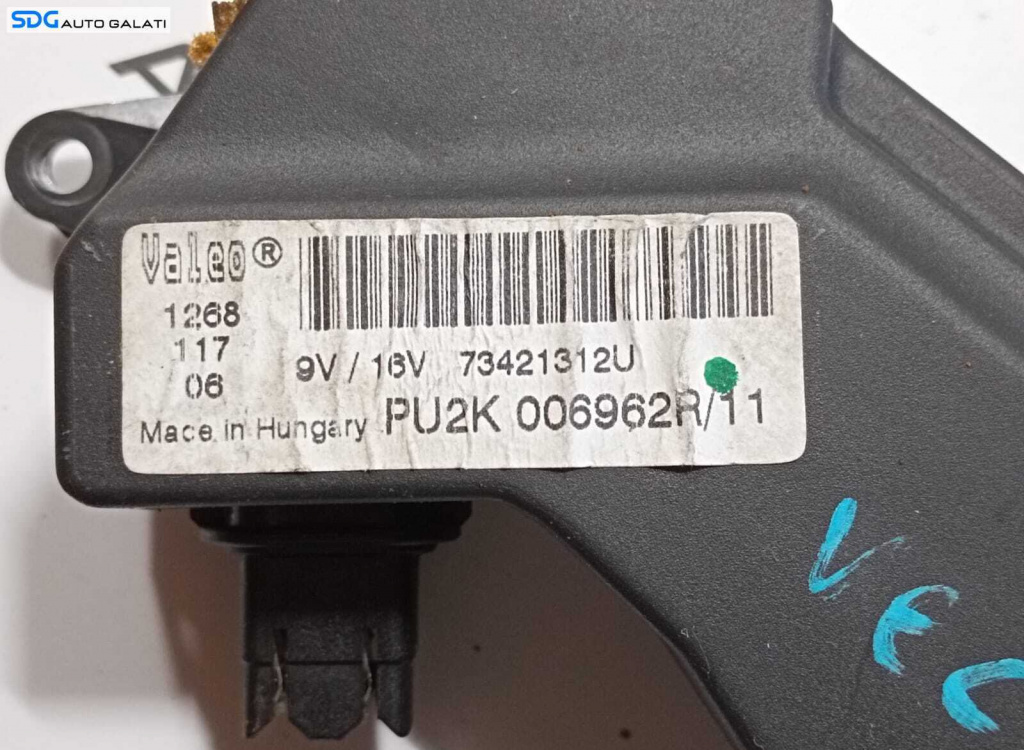 SDG AUTO GALATI
Valeo®
1268
117
06
9V / 16V 73421312U
Made in Hungary PU2K 006962R/11
VEC